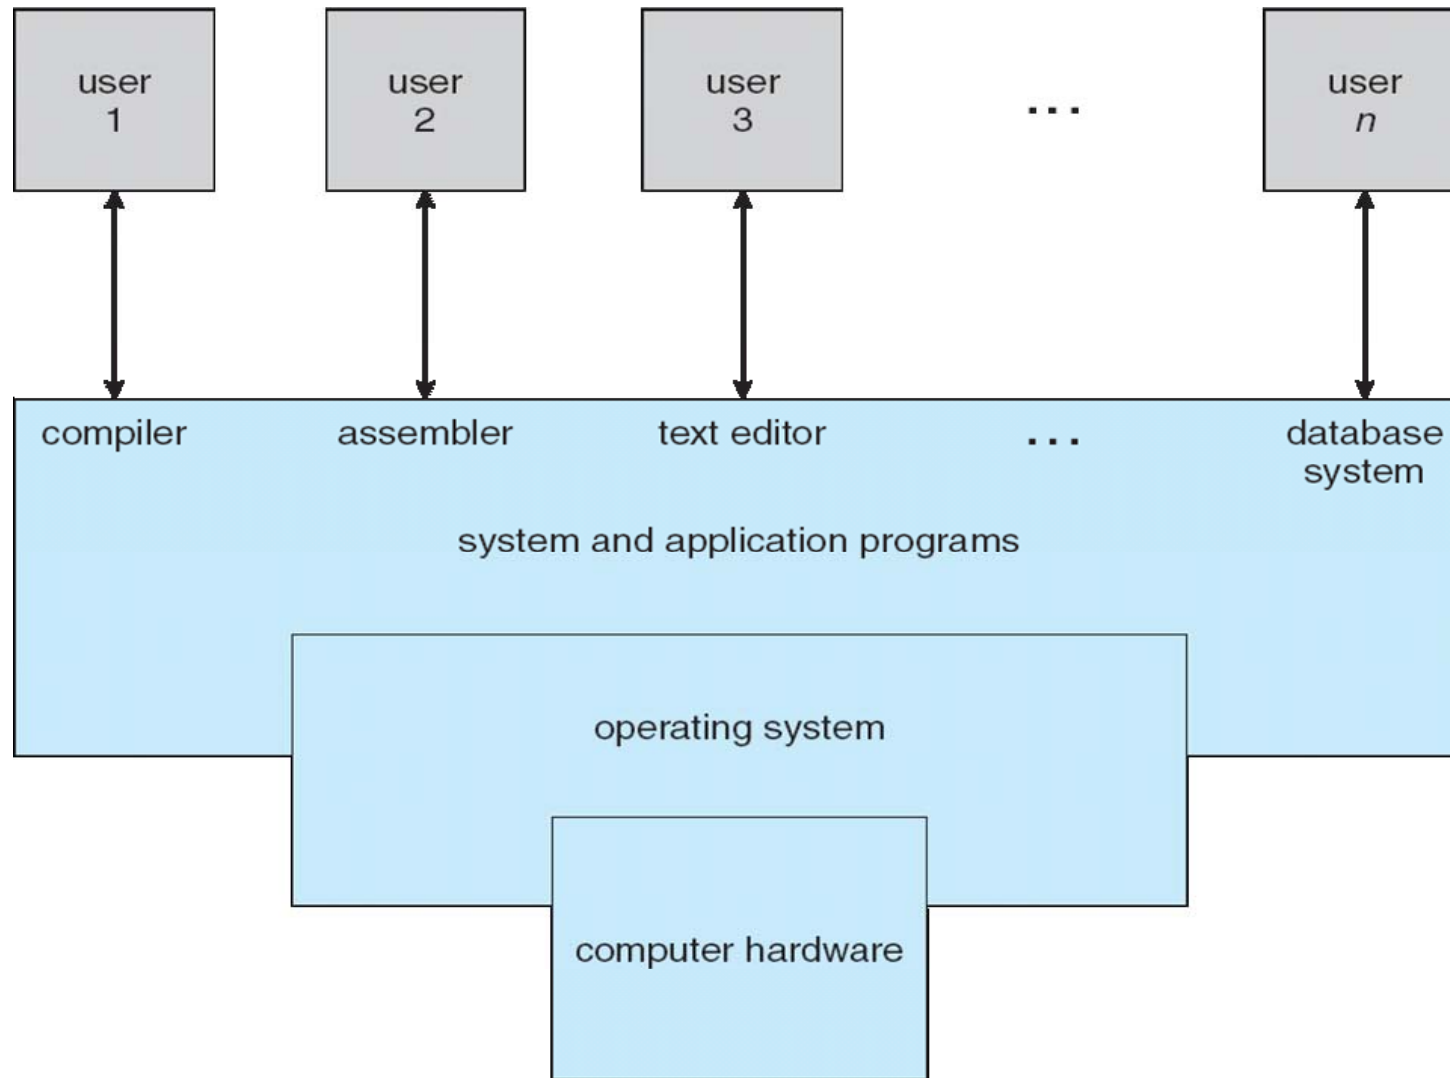 user
1
user
2
user
3
...
user
n
compiler
assembler
text editor
...
database
system
system and application programs
operating system
computer hardware